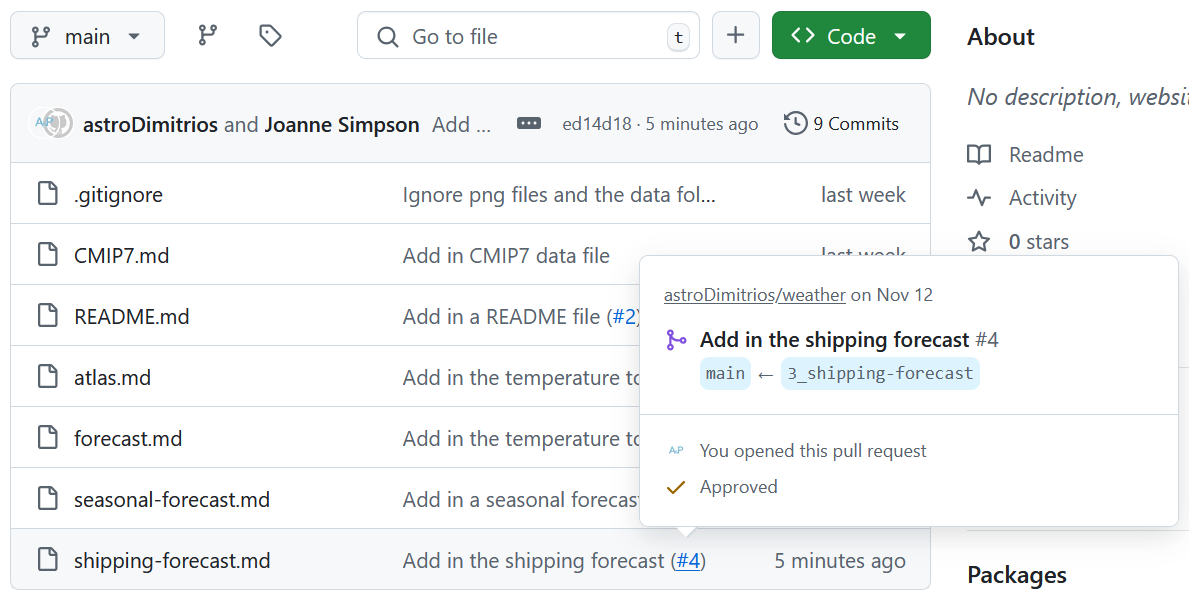 main
Go to file
t
Code
About
No description, websi
astroDimitrios and Joanne Simpson Add ...
ed14d18 · 5 minutes ago
9 Commits
Readme
.gitignore
Ignore png files and the data fol...
last week
Activity
CMIP7.md
Add in CMIP7 data file
last week
0 stars
README.md
Add in a README file (#2)
atlas.md
Add in the temperature to
forecast.md
Add in the temperature to
seasonal-forecast.md
Add in a seasonal forecas
shipping-forecast.md
Add in the shipping forecast (#4)
5 minutes ago
astroDimitrios/weather on Nov 12
Add in the shipping forecast #4
main ← 3_shipping-forecast
You opened this pull request
Approved
Packages